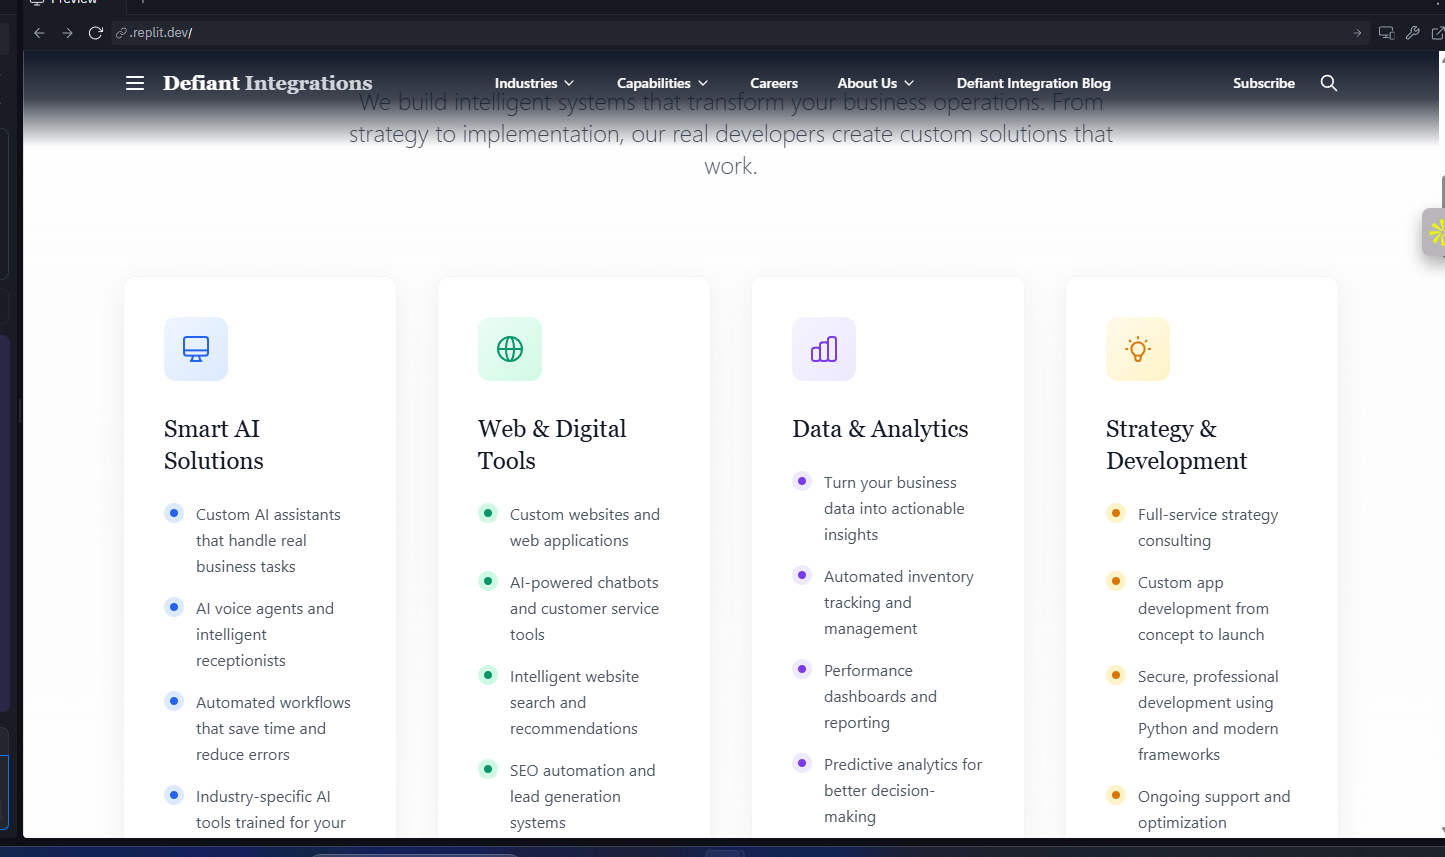 Preview
.replit.dev/
Defiant Integrations
Industries
Capabilities
Careers
About Us
Defiant Integration Blog
Subscribe
We build intelligent systems that transform your business operations. From
strategy to implementation, our real developers create custom solutions that
work.
Smart AI
Solutions
Custom AI assistants
that handle real
business tasks
AI voice agents and
intelligent
receptionists
Automated workflows
that save time and
reduce errors
Industry-specific AI
tools trained for your
Web & Digital
Tools
Custom websites and
web applications
AI-powered chatbots
and customer service
tools
Intelligent website
search and
recommendations
SEO automation and
lead generation
systems
Data & Analytics
Turn your business
data into actionable
insights
Automated inventory
tracking and
management
Performance
dashboards and
reporting
Predictive analytics for
better decision-
making
Strategy &
Development
Full-service strategy
consulting
Custom app
development from
concept to launch
Secure, professional
development using
Python and modern
frameworks
Ongoing support and
optimization